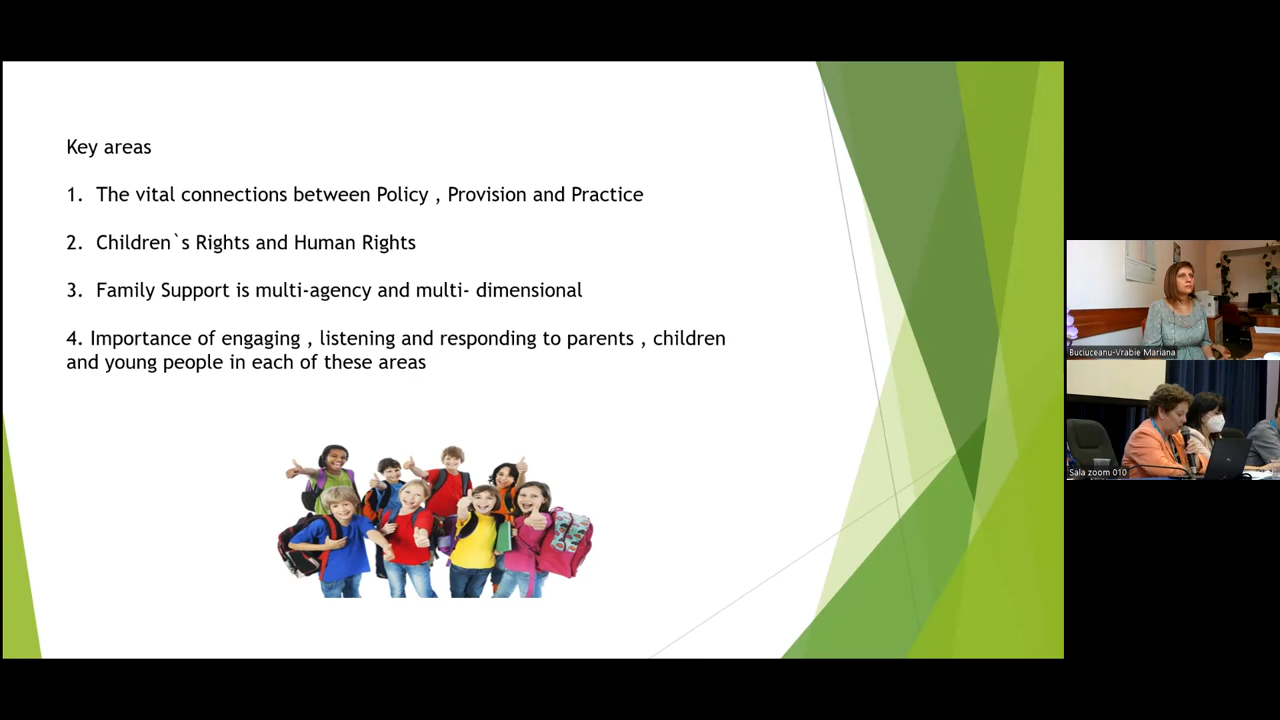 Key areas
1. The vital connections between Policy , Provision and Practice
2. Children`s Rights and Human Rights
3. Family Support is multi-agency and multi- dimensional
4. Importance of engaging , listening and responding to parents , children
and young people in each of these areas
Buciuceanu-Vrabie Mariana
Sala zoom 010